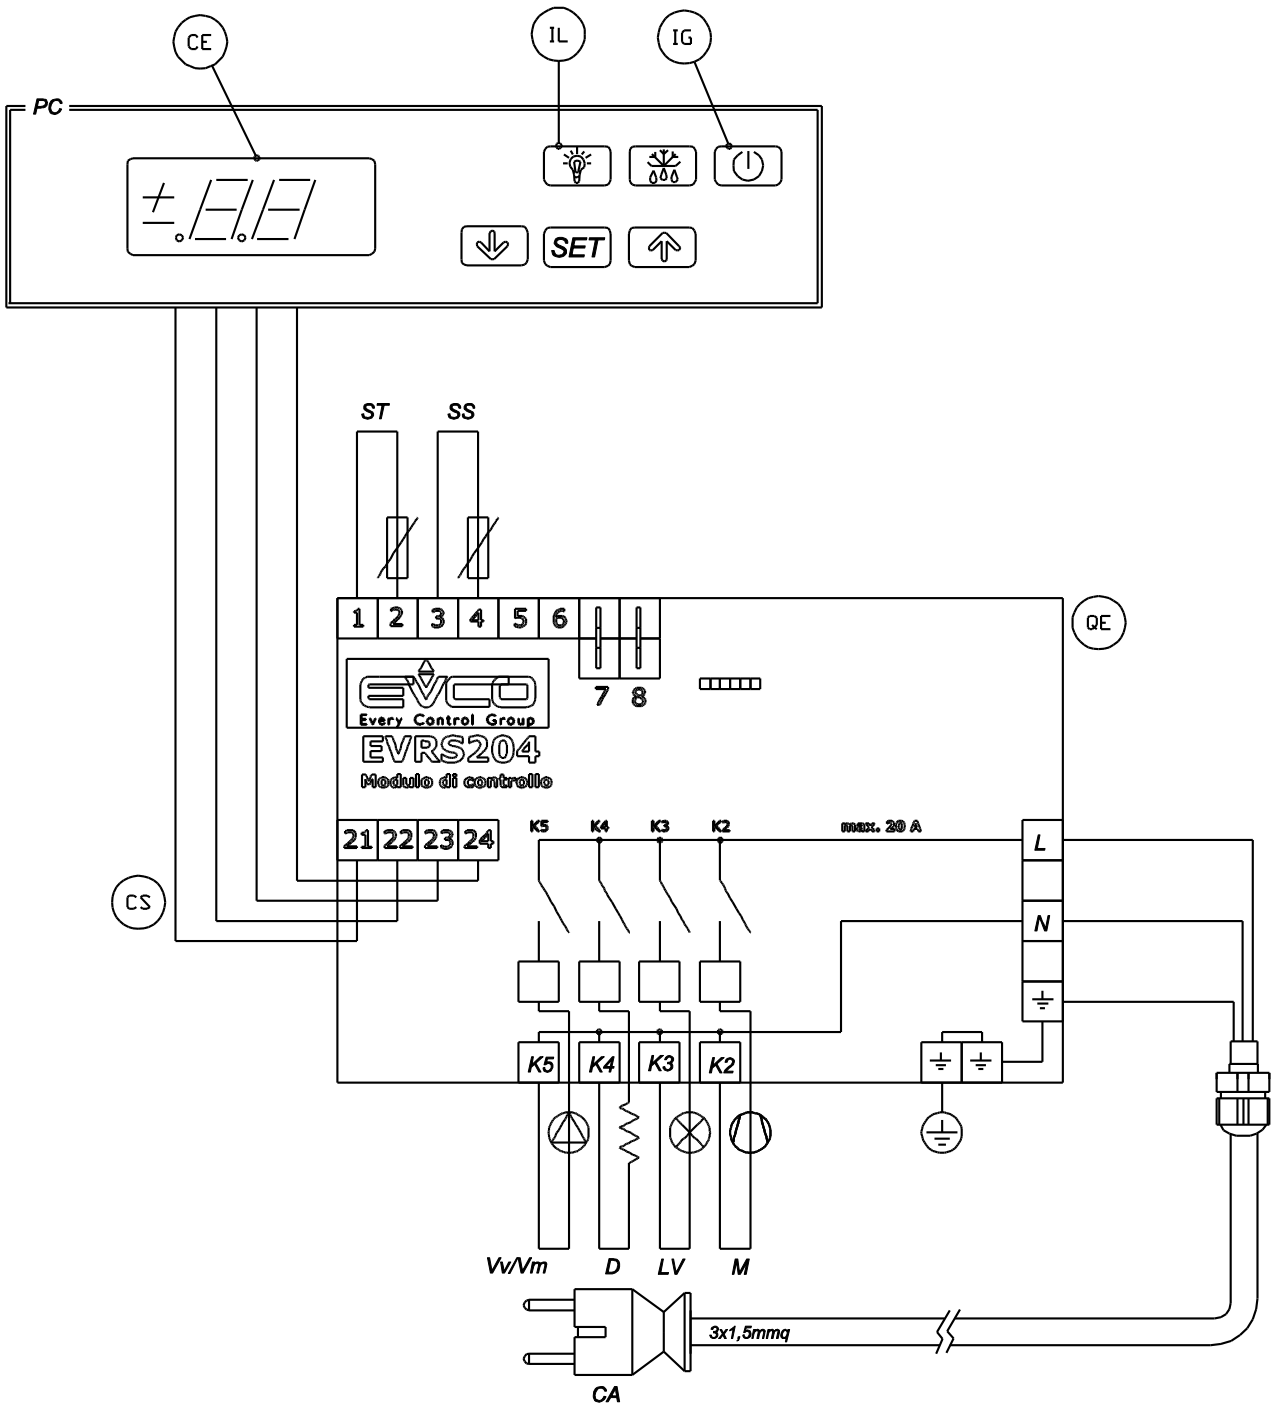 CE
IL
IG
PC
SET
ST
SS
1 2 3 4 5 6
QE
7 8
EVCO
Every Control Group
EVRS204
Modulo di controllo
K5 K4 K3 K2 max. 20 A
21 22 23 24
L
CS
N
K5 K4 K3 K2
Vv/Vm D LV M
3x1,5mmq
CA